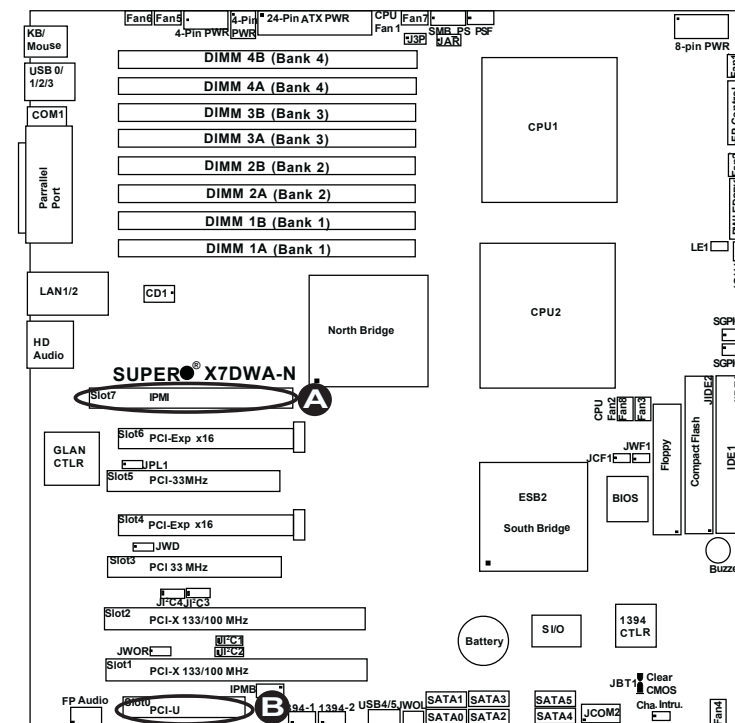 Fan6 Fan5 4-Pin PWR 4-Pin PWR 24-Pin ATX PWR CPU Fan 1 Fan7 SMB_PS PSF
J3P JAR
8-pin PWR
KB/
Mouse
USB 0/
1/2/3
COM1
Parrallel
Port
DIMM 4B (Bank 4)
DIMM 4A (Bank 4)
DIMM 3B (Bank 3)
DIMM 3A (Bank 3)
DIMM 2B (Bank 2)
DIMM 2A (Bank 2)
DIMM 1B (Bank 1)
DIMM 1A (Bank 1)
CPU1
LE1
LAN1/2
CD1
North Bridge
CPU2
HD
Audio
SUPER® X7DWA-N
Slot7 IPMI
A
CPU
Fan2
Fan8
Fan3
JIDE2
Floppy
Compact Flash
IDE1
Slot6 PCI-Exp x16
GLAN
CTLR
JPL1
Slot5 PCI-33MHz
JWF1
JCF1
BIOS
ESB2
South Bridge
Slot4 PCI-Exp x16
JWD
Slot3 PCI 33 MHz
JI²C4 JI²C3
Slot2 PCI-X 133/100 MHz
JI²C1
JI²C2
JWOR
Slot1 PCI-X 133/100 MHz
Battery
SI/O
1394
CTLR
JBT1 Clear
CMOS
IPMB
FP Audio
Slot0 PCI-U
B
1394-2 USB4/5 JWOL
SATA1 SATA3
SATA0 SATA2
SATA5
SATA4
JCOM2
Cha. Intru.
Fan4